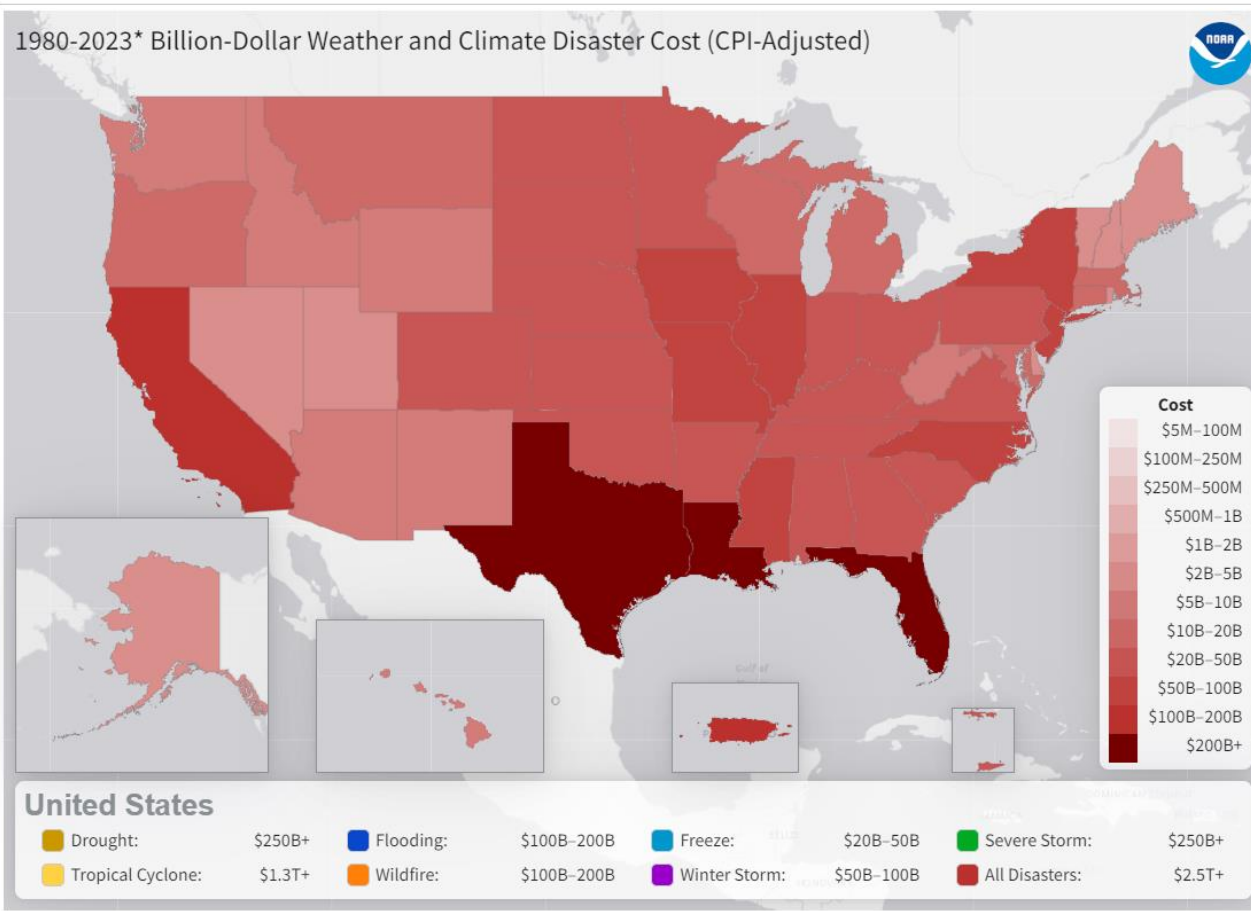 1980-2023* Billion-Dollar Weather and Climate Disaster Cost (CPI-Adjusted)
NOAA
Cost
$5M–100M
$100M–250M
$250M–500M
$500M–1B
$1B–2B
$2B–5B
$5B–10B
$10B–20B
$20B–50B
$50B–100B
$100B–200B
$200B+
Gulf of
United States
Drought: $250B+ Flooding: $100B–200B Freeze: $20B–50B Severe Storm: $250B+
Tropical Cyclone: $1.3T+ Wildfire: $100B–200B Winter Storm: $50B–100B All Disasters: $2.5T+